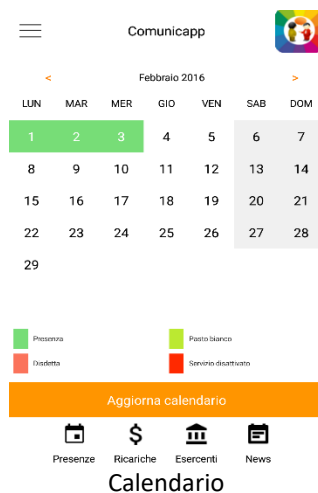 Comunicapp
< Febbraio 2016 >
LUN MAR MER GIO VEN SAB DOM
1 2 3 4 5 6 7
8 9 10 11 12 13 14
15 16 17 18 19 20 21
22 23 24 25 26 27 28
29
Presenza Pasto bianco
Disdetta Servizio disattivato
Aggiorna calendario
Presenze Ricariche Esercenti News
Calendario